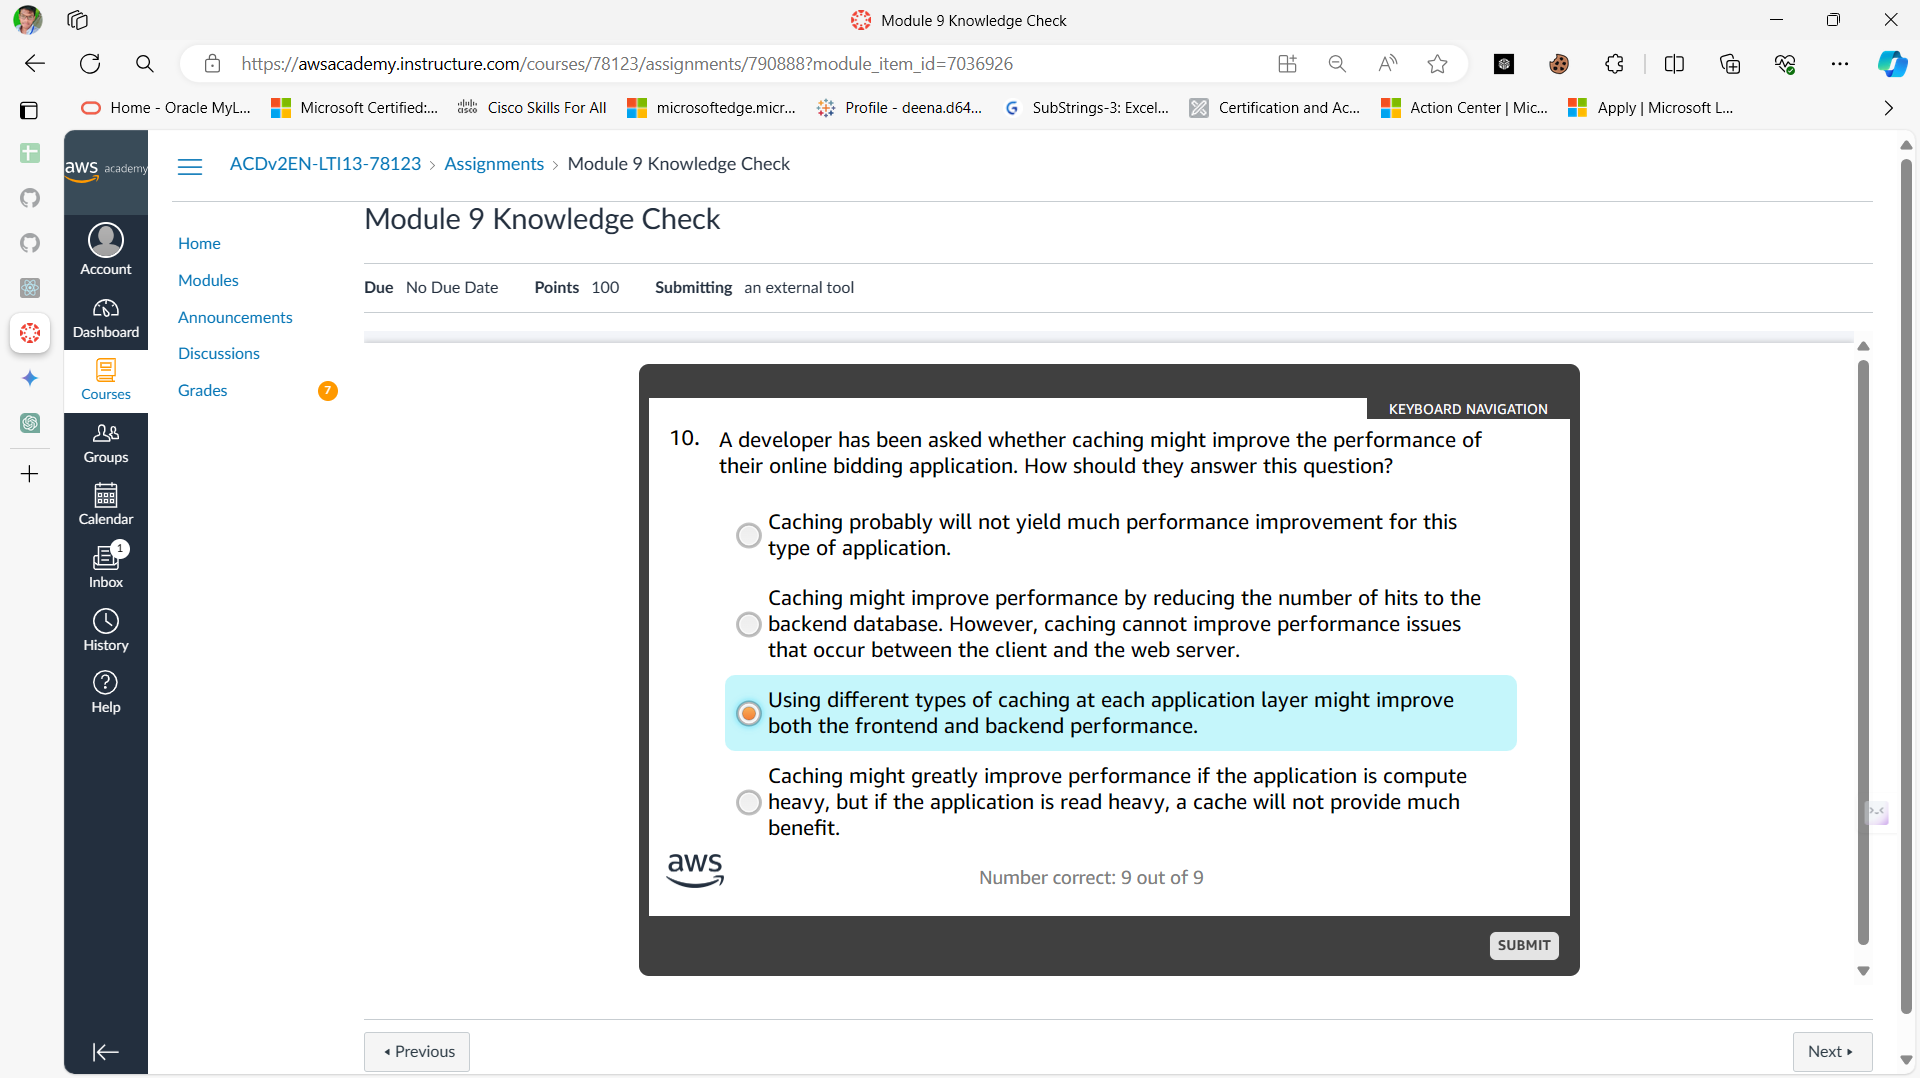 Module 9 Knowledge Check
https://awsacademy.instructure.com/courses/78123/assignments/790888?module_item_id=7036926
Home - Oracle MyL...
Microsoft Certified:...
Cisco Skills For All
microsoftedge.micr...
Profile - deena.d64...
SubStrings-3: Excel...
Certification and Ac...
Action Center | Mic...
Apply | Microsoft L...
aws academy
ACDv2EN-LTI13-78123 › Assignments › Module 9 Knowledge Check
Account
Dashboard
Courses
Groups
Calendar
1
Inbox
History
Help
Home
Modules
Announcements
Discussions
Grades 7
Module 9 Knowledge Check
Due No Due Date Points 100 Submitting an external tool
KEYBOARD NAVIGATION
10. A developer has been asked whether caching might improve the performance of
their online bidding application. How should they answer this question?
Caching probably will not yield much performance improvement for this
type of application.
Caching might improve performance by reducing the number of hits to the
backend database. However, caching cannot improve performance issues
that occur between the client and the web server.
Using different types of caching at each application layer might improve
both the frontend and backend performance.
Caching might greatly improve performance if the application is compute
heavy, but if the application is read heavy, a cache will not provide much
benefit.
aws
Number correct: 9 out of 9
SUBMIT
Previous
Next